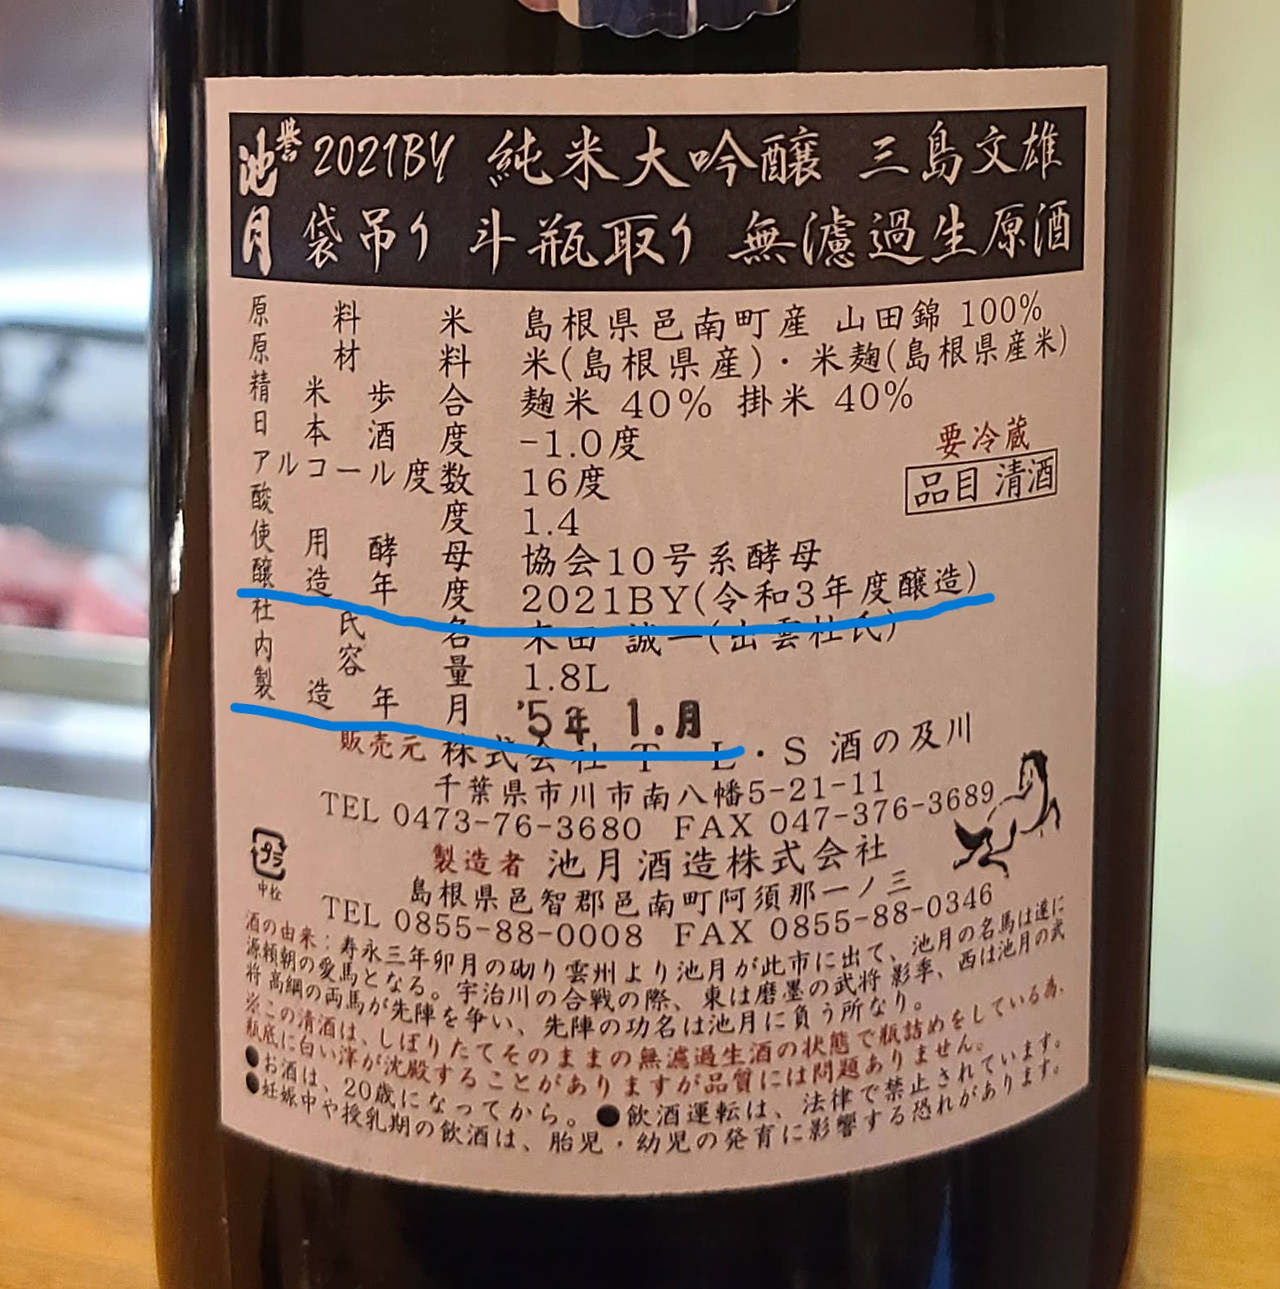 誉池月 2021BY 純米大吟醸 三島文雄
袋吊り 斗瓶取り 無濾過生原酒
原料米 島根県邑南町産 山田錦 100%
原材料 米(島根県産)・米麹(島根県産米)
精米歩合 麹米 40% 掛米 40%
日本酒度 -1.0度
要冷蔵
アルコール度数 16度
品目 清酒
酸度 1.4
使用酵母 協会10号系酵母
醸造年度 2021BY(令和3年度醸造)
杜氏名 末田 誠一(出雲杜氏)
内容量 1.8L
製造年月 '5年 1.月
販売元 株式会社 T・L・S 酒の及川
千葉県市川市南八幡5-21-11
TEL 0473-76-3680 FAX 047-376-3689
製造者 池月酒造株式会社
島根県邑智郡邑南町阿須那一ノ三
TEL 0855-88-0008 FAX 0855-88-0346
プラ
中栓
酒の由来:寿永三年卯月の砌り雲州より池月が此市に出て、池月の名馬は遂に
源頼朝の愛馬となる。宇治川の合戦の際、東は磨墨の武将 影季、西は池月の武
将 高綱の両馬が先陣を争い、先陣の功名は池月に負う所なり。
※この清酒は、しぼりたてそのままの無濾過生酒の状態で瓶詰めをしている為、
瓶底に白い滓が沈殿することがありますが品質には問題ありません。
●お酒は、20歳になってから。●飲酒運転は、法律で禁止されています。
●妊娠中や授乳期の飲酒は、胎児・幼児の発育に影響する恐れがあります。